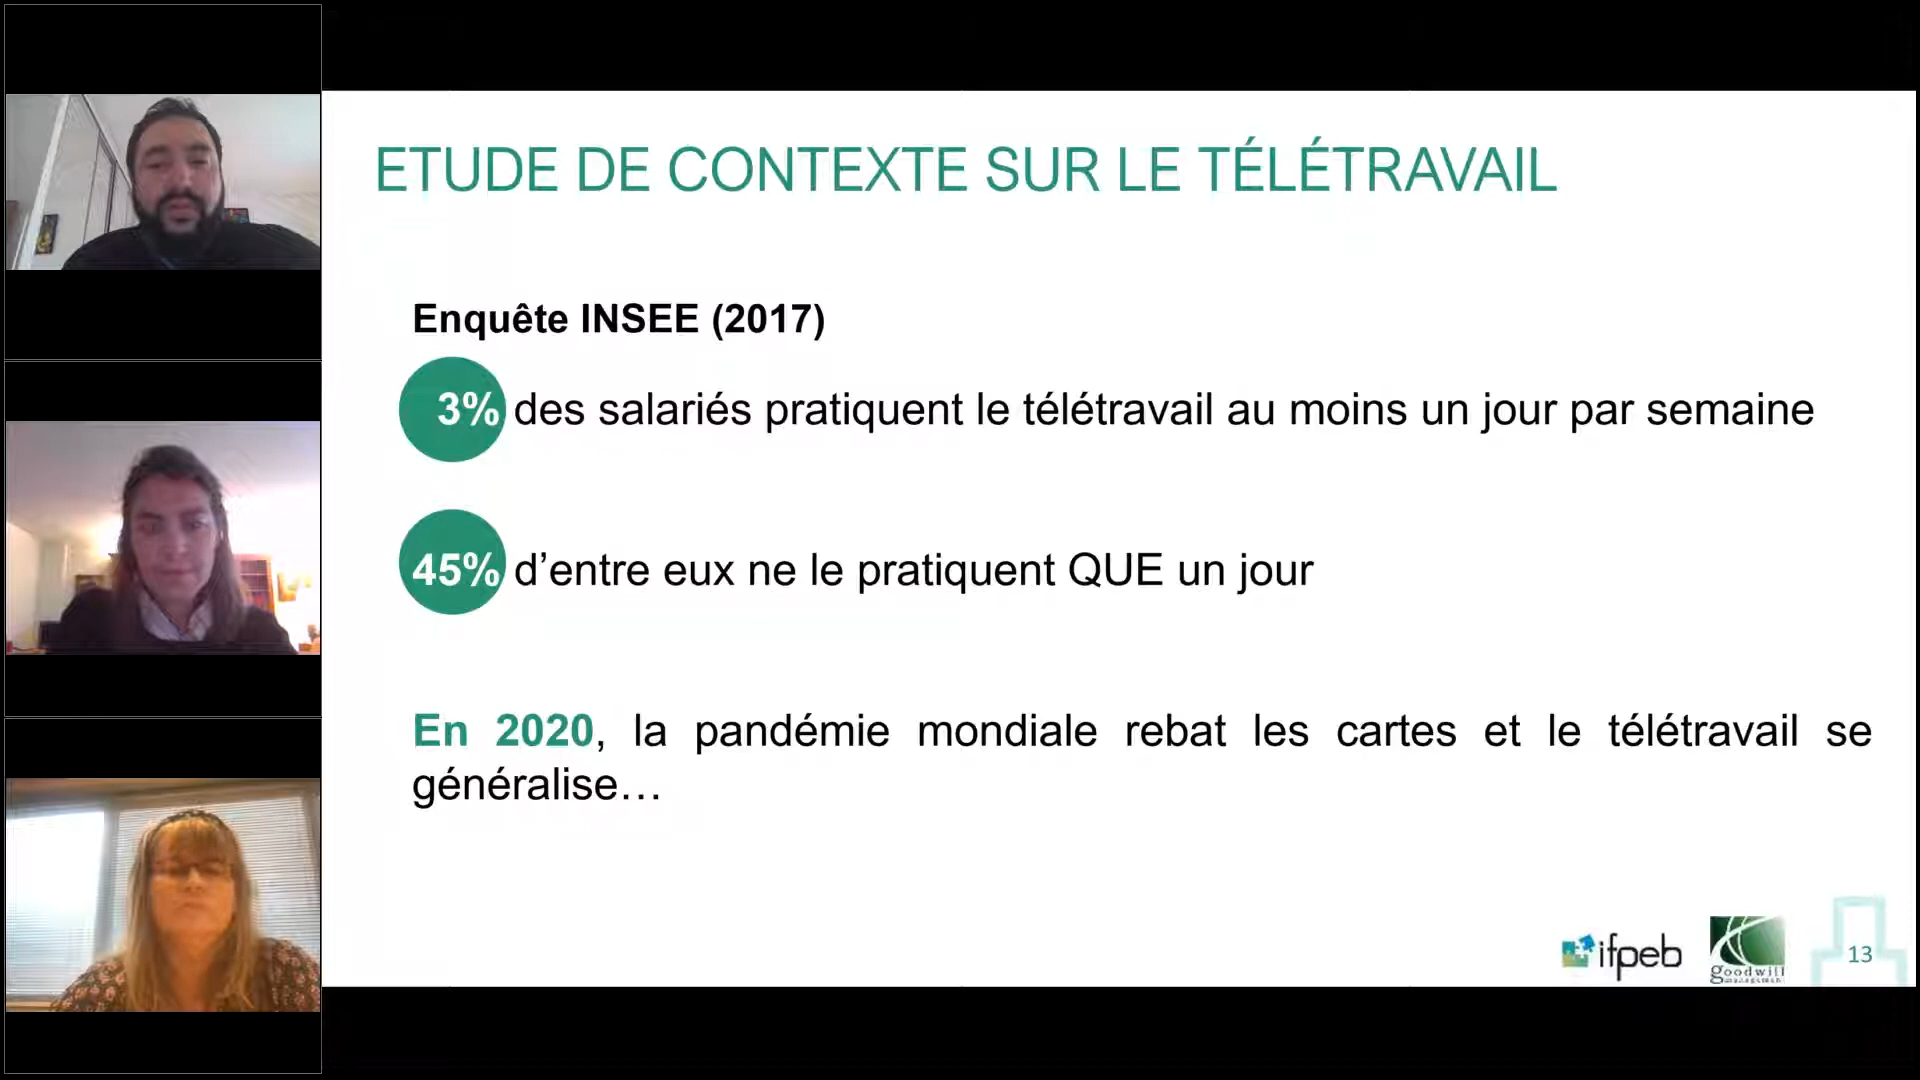 ETUDE DE CONTEXTE SUR LE TÉLÉTRAVAIL
Enquête INSEE (2017)
3% des salariés pratiquent le télétravail au moins un jour par semaine
45% d’entre eux ne le pratiquent QUE un jour
En 2020, la pandémie mondiale rebat les cartes et le télétravail se
généralise…
ifpeb
goodwill
management
13